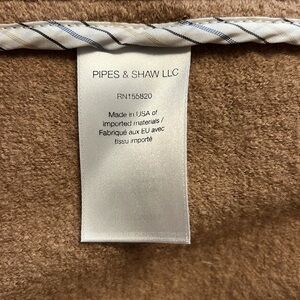 PIPES & SHAW LLC
RN155820
Made in USA of
imported materials /
Fabriqué aux EU avec
tissu importé